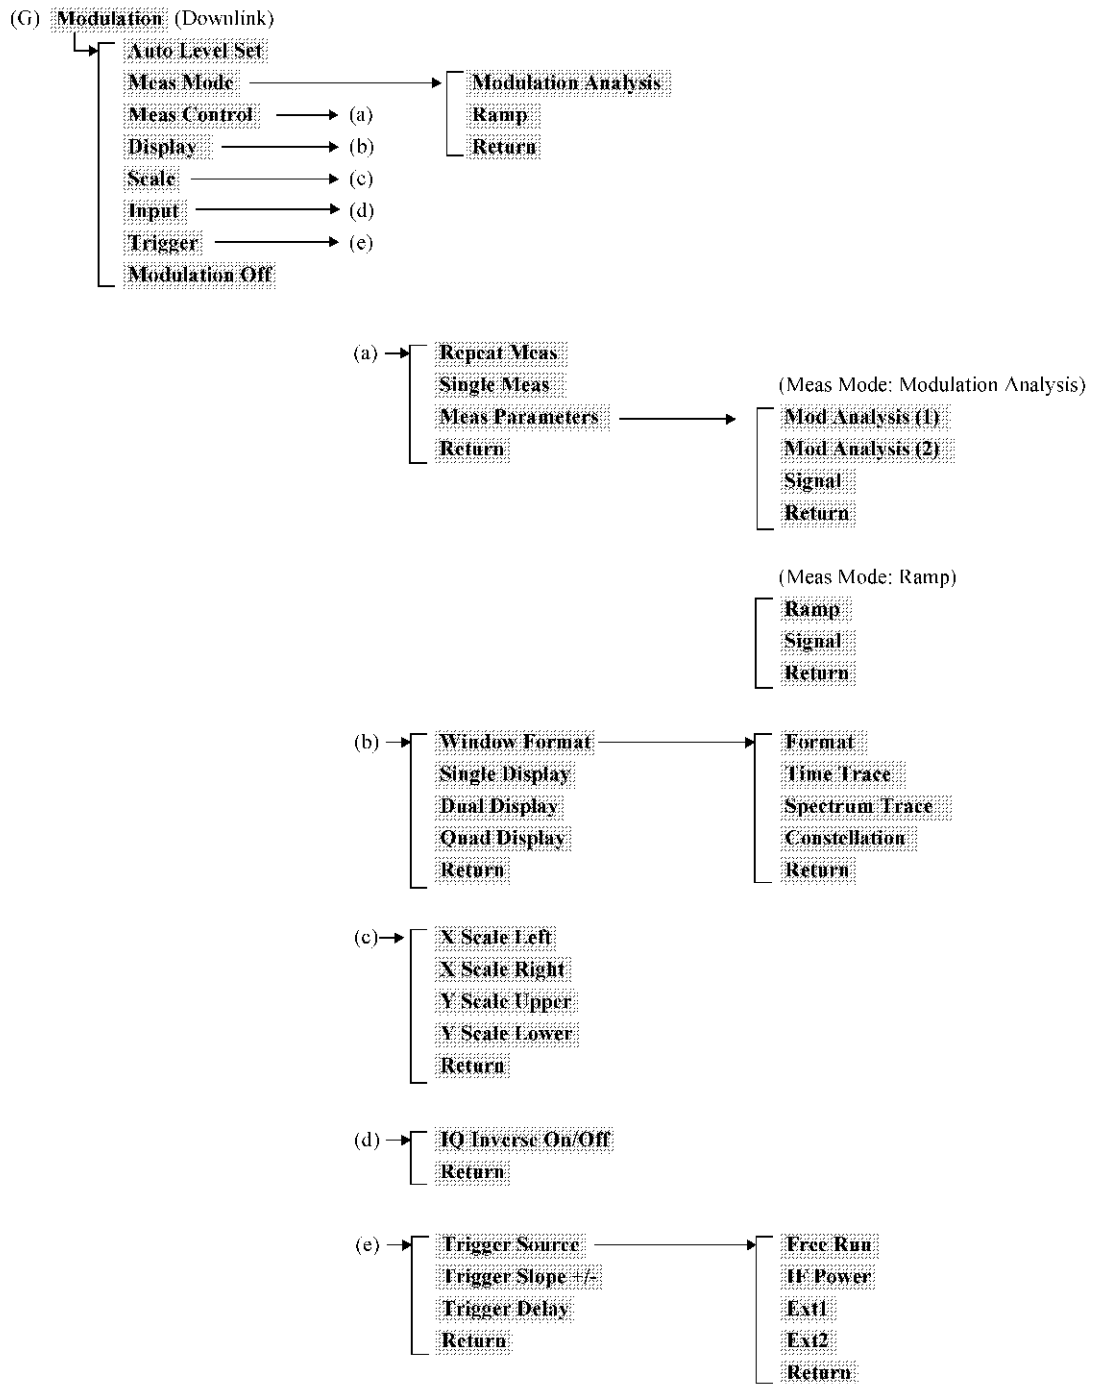 (G) Modulation (Downlink)
Auto Level Set
Meas Mode
Modulation Analysis
Meas Control
(a)
Ramp
Display
(b)
Return
Scale
(c)
Input
(d)
Trigger
(e)
Modulation Off
(a)
Repeat Meas
Single Meas
(Meas Mode: Modulation Analysis)
Meas Parameters
Mod Analysis (1)
Return
Mod Analysis (2)
Signal
Return
(Meas Mode: Ramp)
Ramp
Signal
Return
(b)
Window Format
Format
Single Display
Time Trace
Dual Display
Spectrum Trace
Quad Display
Constellation
Return
Return
(c)
X Scale Left
X Scale Right
Y Scale Upper
Y Scale Lower
Return
(d)
IQ Inverse On/Off
Return
(e)
Trigger Source
Free Run
Trigger Slope +/-
IF Power
Trigger Delay
Ext1
Return
Ext2
Return